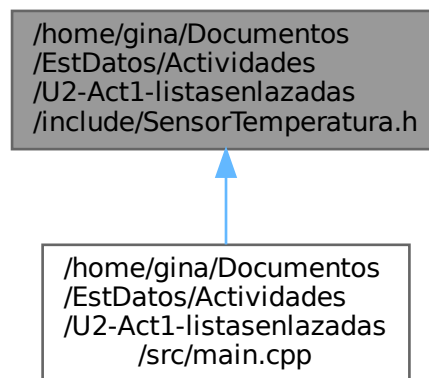 /home/gina/Documentos
/EstDatos/Actividades
/U2-Act1-listasenlazadas
/include/SensorTemperatura.h
/home/gina/Documentos
/EstDatos/Actividades
/U2-Act1-listasenlazadas
/src/main.cpp